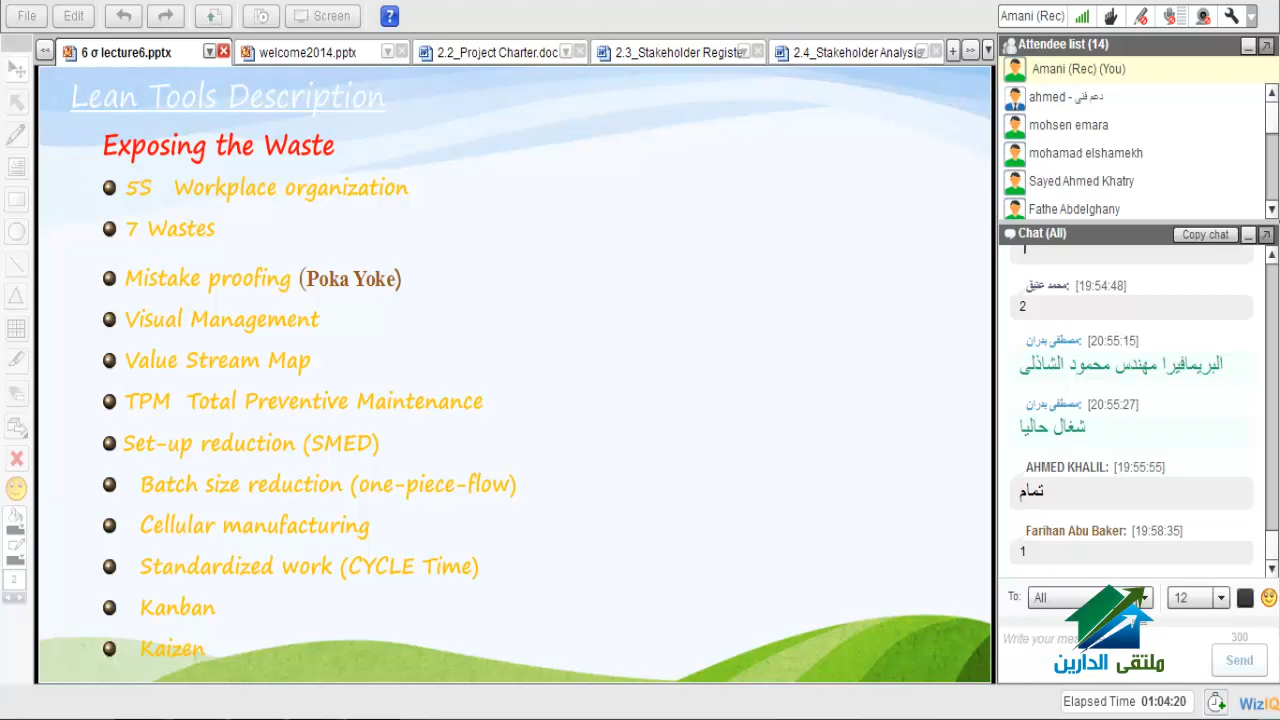 File
Edit
Screen
?
Amani (Rec)
6 σ lecture6.pptx
welcome2014.pptx
2.2_Project Charter.doc
2.3_Stakeholder Registe
2.4_Stakeholder Analysis
Lean Tools Description
Exposing the Waste
5S Workplace organization
7 Wastes
Mistake proofing (Poka Yoke)
Visual Management
Value Stream Map
TPM Total Preventive Maintenance
Set-up reduction (SMED)
Batch size reduction (one-piece-flow)
Cellular manufacturing
Standardized work (CYCLE Time)
Kanban
Kaizen
2
Attendee list (14)
Amani (Rec) (You)
ahmed - دعم فنى
mohsen emara
mohamad elshamekh
Sayed Ahmed Khatry
Fathe Abdelghany
Chat (All)
Copy chat
1
محمد عتيق: [19:54:48]
2
مصطفى بدران: [20:55:15]
البريمافيرا مهندس محمود الشاذلى
مصطفى بدران: [20:55:27]
شغال حاليا
AHMED KHALIL: [19:55:55]
تمام
Farihan Abu Baker: [19:58:35]
1
To:
All
12
Write your mes
300
Send
ملتقى الدارين
Elapsed Time 01:04:20
WizIQ